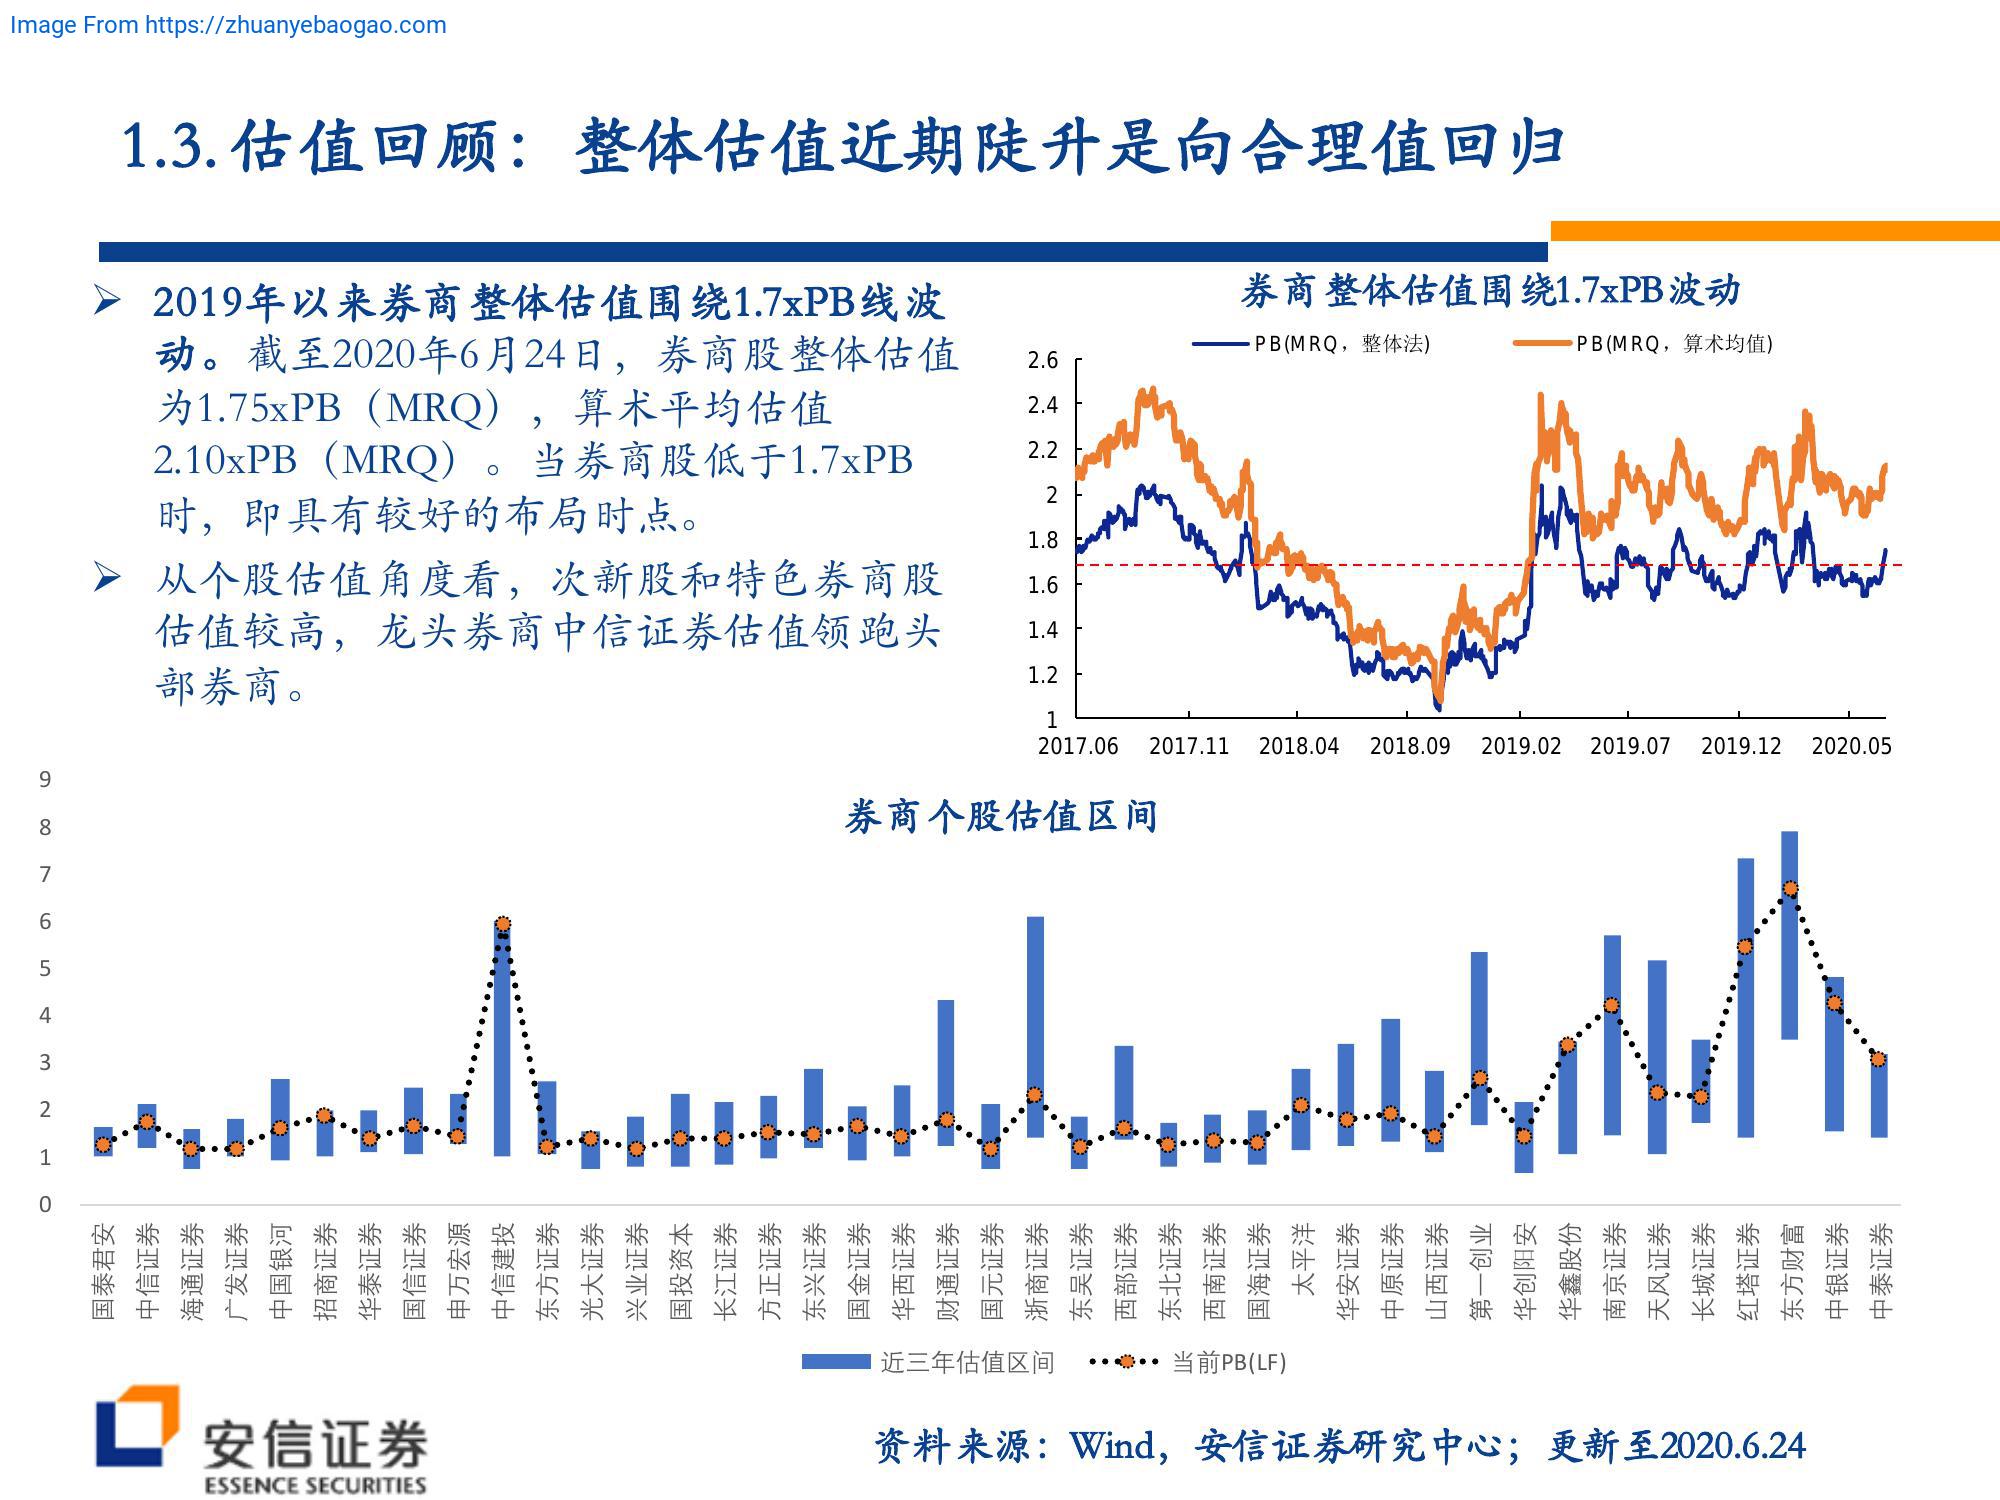 Image From https://zhuanyebaogao.com
1.3.估值回顾：整体估值近期陡升是向合理值回归
2019年以来券商整体估值围绕1.7xPB线波
动。截至2020年6月24日，券商股整体估值
为1.75xPB（MRQ），算术平均估值
2.10xPB（MRQ）。当券商股低于1.7xPB
时，即具有较好的布局时点。
从个股估值角度看，次新股和特色券商股
估值较高，龙头券商中信证券估值领跑头
部券商。
券商整体估值围绕1.7xPB波动
PB(MRQ，整体法)
PB(MRQ，算术均值)
2.6
2.4
2.2
2
1.8
1.6
1.4
1.2
1
2017.06 2017.11 2018.04 2018.09 2019.02 2019.07 2019.12 2020.05
券商个股估值区间
9
8
7
6
5
4
3
2
1
0
国泰君安
中信证券
海通证券
广发证券
中国银河
招商证券
华泰证券
国信证券
申万宏源
中信建投
东方证券
光大证券
兴业证券
国投资本
长江证券
方正证券
东兴证券
国金证券
华西证券
财通证券
国元证券
浙商证券
东吴证券
西部证券
东北证券
西南证券
国海证券
太平洋
华安证券
中原证券
山西证券
第一创业
华创阳安
华鑫股份
南京证券
天风证券
长城证券
红塔证券
东方财富
中银证券
中泰证券
近三年估值区间
当前PB(LF)
安信证券
ESSENCE SECURITIES
资料来源：Wind，安信证券研究中心；更新至2020.6.24